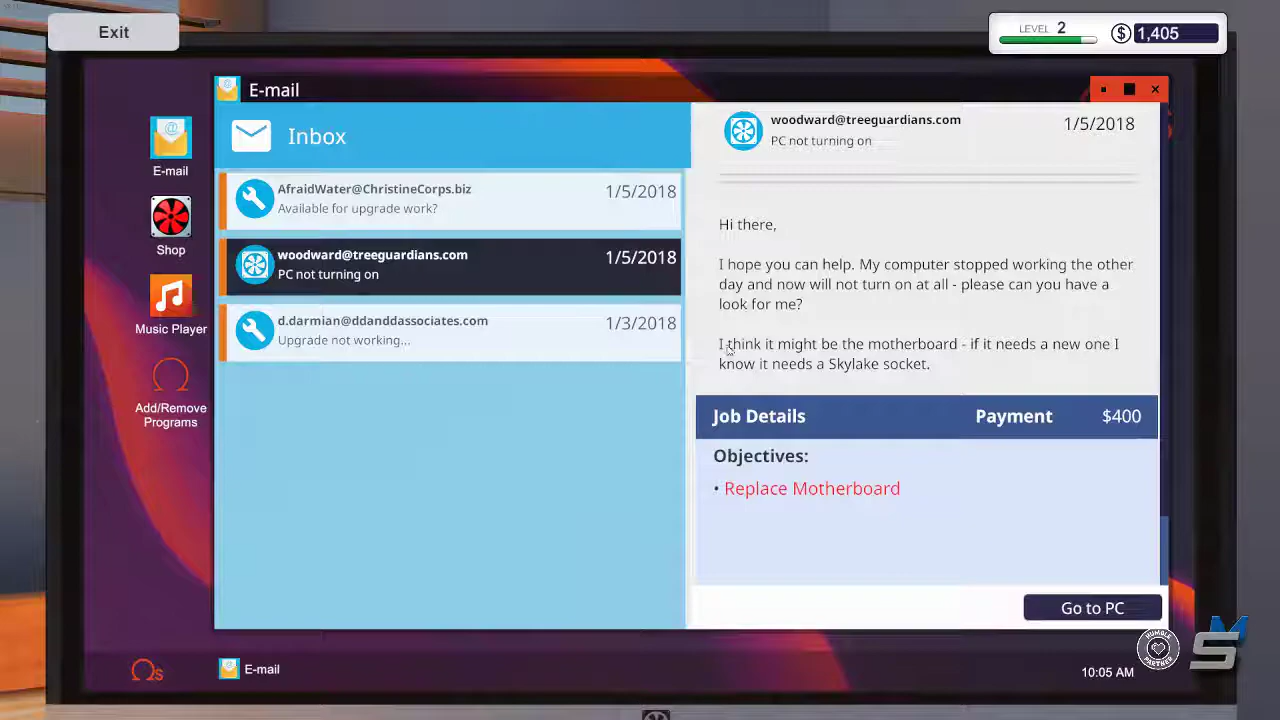 Exit
LEVEL 2
$ 1,405
E-mail
E-mail
Shop
Music Player
Add/Remove
Programs
Inbox
AfraidWater@ChristineCorps.biz
1/5/2018
Available for upgrade work?
woodward@treeguardians.com
1/5/2018
PC not turning on
d.darmian@ddanddassociates.com
1/3/2018
Upgrade not working...
woodward@treeguardians.com
1/5/2018
PC not turning on
Hi there,
I hope you can help. My computer stopped working the other
day and now will not turn on at all - please can you have a
look for me?
I think it might be the motherboard - if it needs a new one I
know it needs a Skylake socket.
Job Details Payment $400
Objectives:
• Replace Motherboard
Go to PC
Ωs
E-mail
10:05 AM
HUMBLE
PARTNER